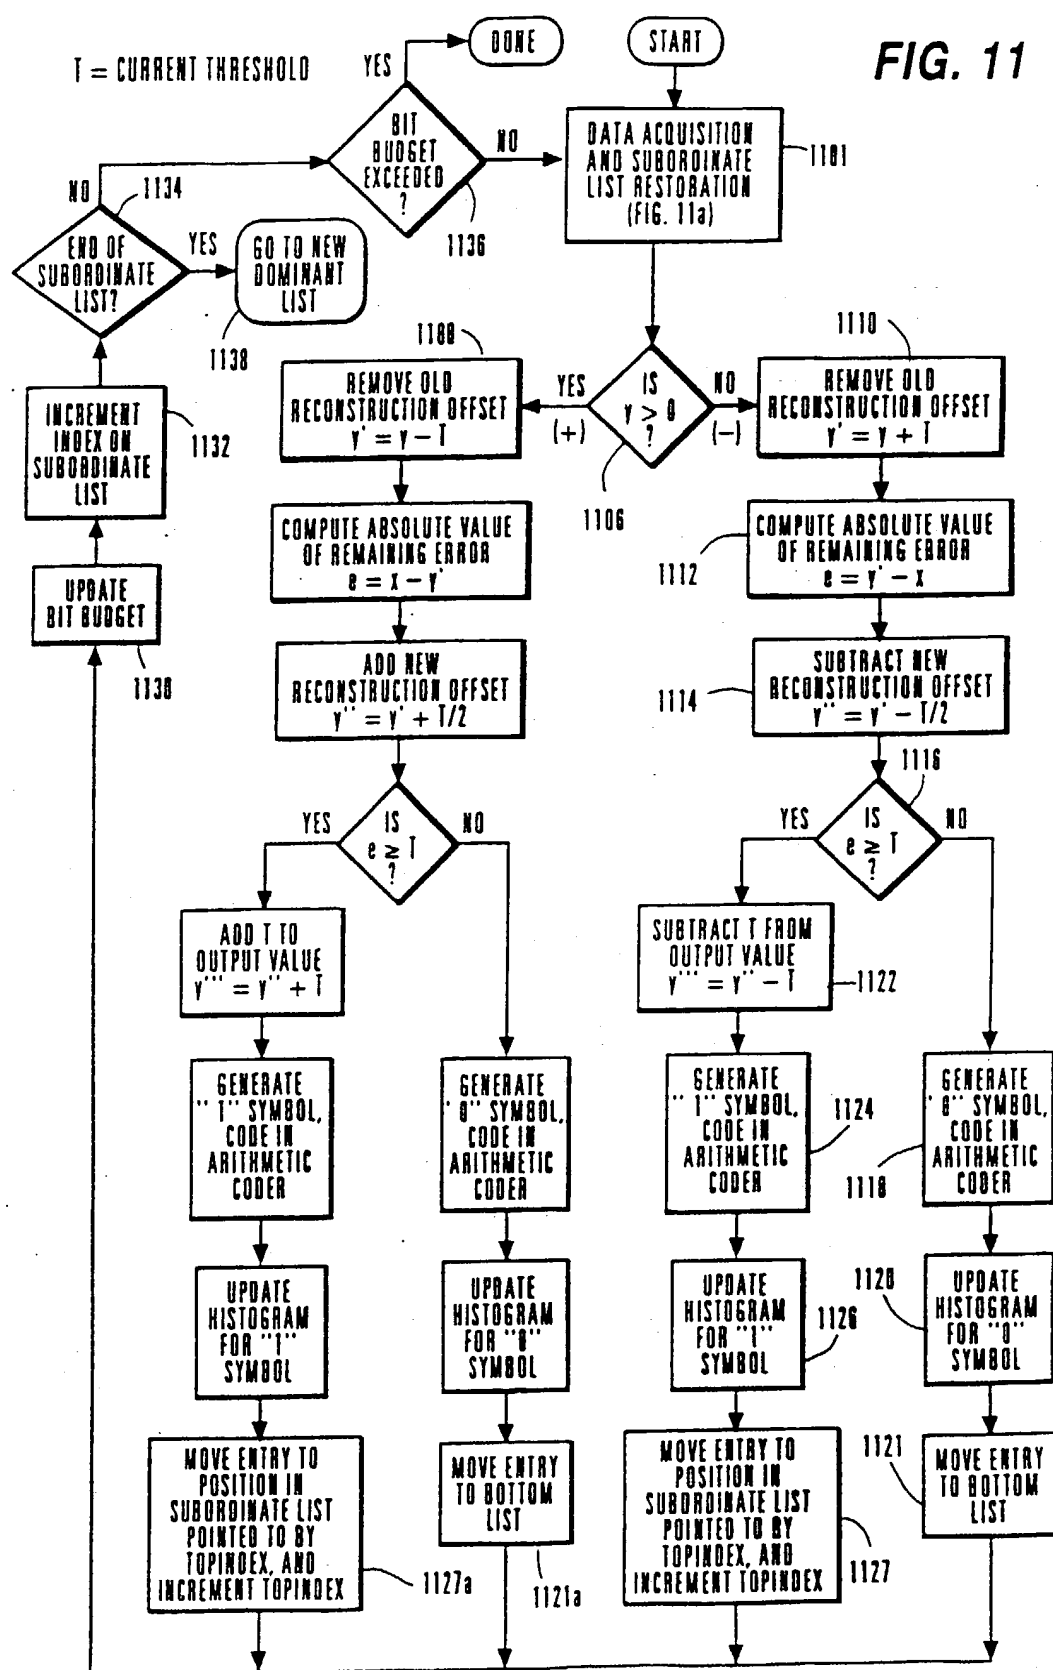 FIG. 11
T = CURRENT THRESHOLD
YES
DONE
START
BIT
BUDGET
EXCEEDED
?
NO
1136
DATA ACQUISITION
AND SUBORDINATE
LIST RESTORATION
(FIG. 11a)
1101
NO
1134
END OF
SUBORDINATE
LIST?
YES
GO TO NEW
DOMINANT
LIST
1138
INCREMENT
INDEX ON
SUBORDINATE
LIST
1132
UPDATE
BIT BUDGET
1130
IS
y > 0
?
YES
(+)
NO
(-)
1106
1108
REMOVE OLD
RECONSTRUCTION OFFSET
y' = y - T
1110
REMOVE OLD
RECONSTRUCTION OFFSET
y' = y + T
COMPUTE ABSOLUTE VALUE
OF REMAINING ERROR
e = x - y'
COMPUTE ABSOLUTE VALUE
OF REMAINING ERROR
e = y' - x
1112
ADD NEW
RECONSTRUCTION OFFSET
y'' = y' + T/2
SUBTRACT NEW
RECONSTRUCTION OFFSET
y'' = y' - T/2
1114
YES
IS
e ≥ T
?
NO
1116
YES
IS
e ≥ T
?
NO
ADD T TO
OUTPUT VALUE
y''' = y'' + T
SUBTRACT T FROM
OUTPUT VALUE
y''' = y'' - T
1122
GENERATE
"1" SYMBOL,
CODE IN
ARITHMETIC
CODER
GENERATE
'0" SYMBOL,
CODE IN
ARITHMETIC
CODER
GENERATE
"1" SYMBOL,
CODE IN
ARITHMETIC
CODER
1124
GENERATE
'0" SYMBOL,
CODE IN
ARITHMETIC
CODER
1118
UPDATE
HISTOGRAM
FOR "1"
SYMBOL
UPDATE
HISTOGRAM
FOR "0"
SYMBOL
UPDATE
HISTOGRAM
FOR "1"
SYMBOL
1126
UPDATE
HISTOGRAM
FOR "0"
SYMBOL
1120
MOVE ENTRY TO
POSITION IN
SUBORDINATE LIST
POINTED TO BY
TOPINDEX, AND
INCREMENT TOPINDEX
1127a
MOVE ENTRY
TO BOTTOM
LIST
1121a
MOVE ENTRY TO
POSITION IN
SUBORDINATE LIST
POINTED TO BY
TOPINDEX, AND
INCREMENT TOPINDEX
1127
MOVE ENTRY
TO BOTTOM
LIST
1121